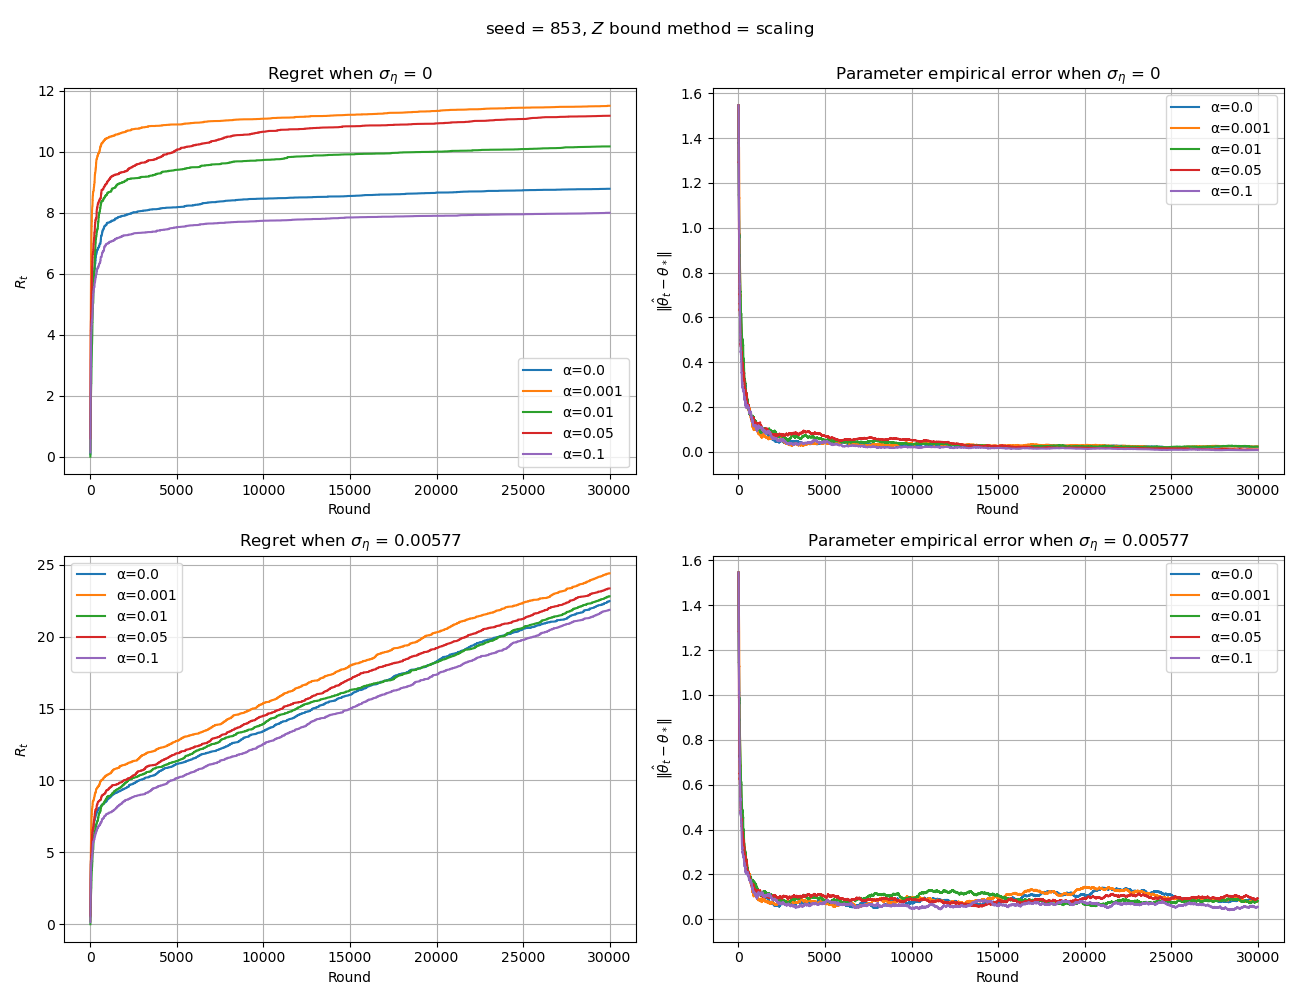 seed = 853, Z bound method = scaling
Regret when σ_η = 0
12
10
8
6
4
2
0
R_t
0 5000 10000 15000 20000 25000 30000
Round
α=0.0
α=0.001
α=0.01
α=0.05
α=0.1
Parameter empirical error when σ_η = 0
1.6
1.4
1.2
1.0
0.8
0.6
0.4
0.2
0.0
‖θ̂_t − θ_*‖
0 5000 10000 15000 20000 25000 30000
Round
α=0.0
α=0.001
α=0.01
α=0.05
α=0.1
Regret when σ_η = 0.00577
25
20
15
10
5
0
R_t
0 5000 10000 15000 20000 25000 30000
Round
α=0.0
α=0.001
α=0.01
α=0.05
α=0.1
Parameter empirical error when σ_η = 0.00577
1.6
1.4
1.2
1.0
0.8
0.6
0.4
0.2
0.0
‖θ̂_t − θ_*‖
0 5000 10000 15000 20000 25000 30000
Round
α=0.0
α=0.001
α=0.01
α=0.05
α=0.1